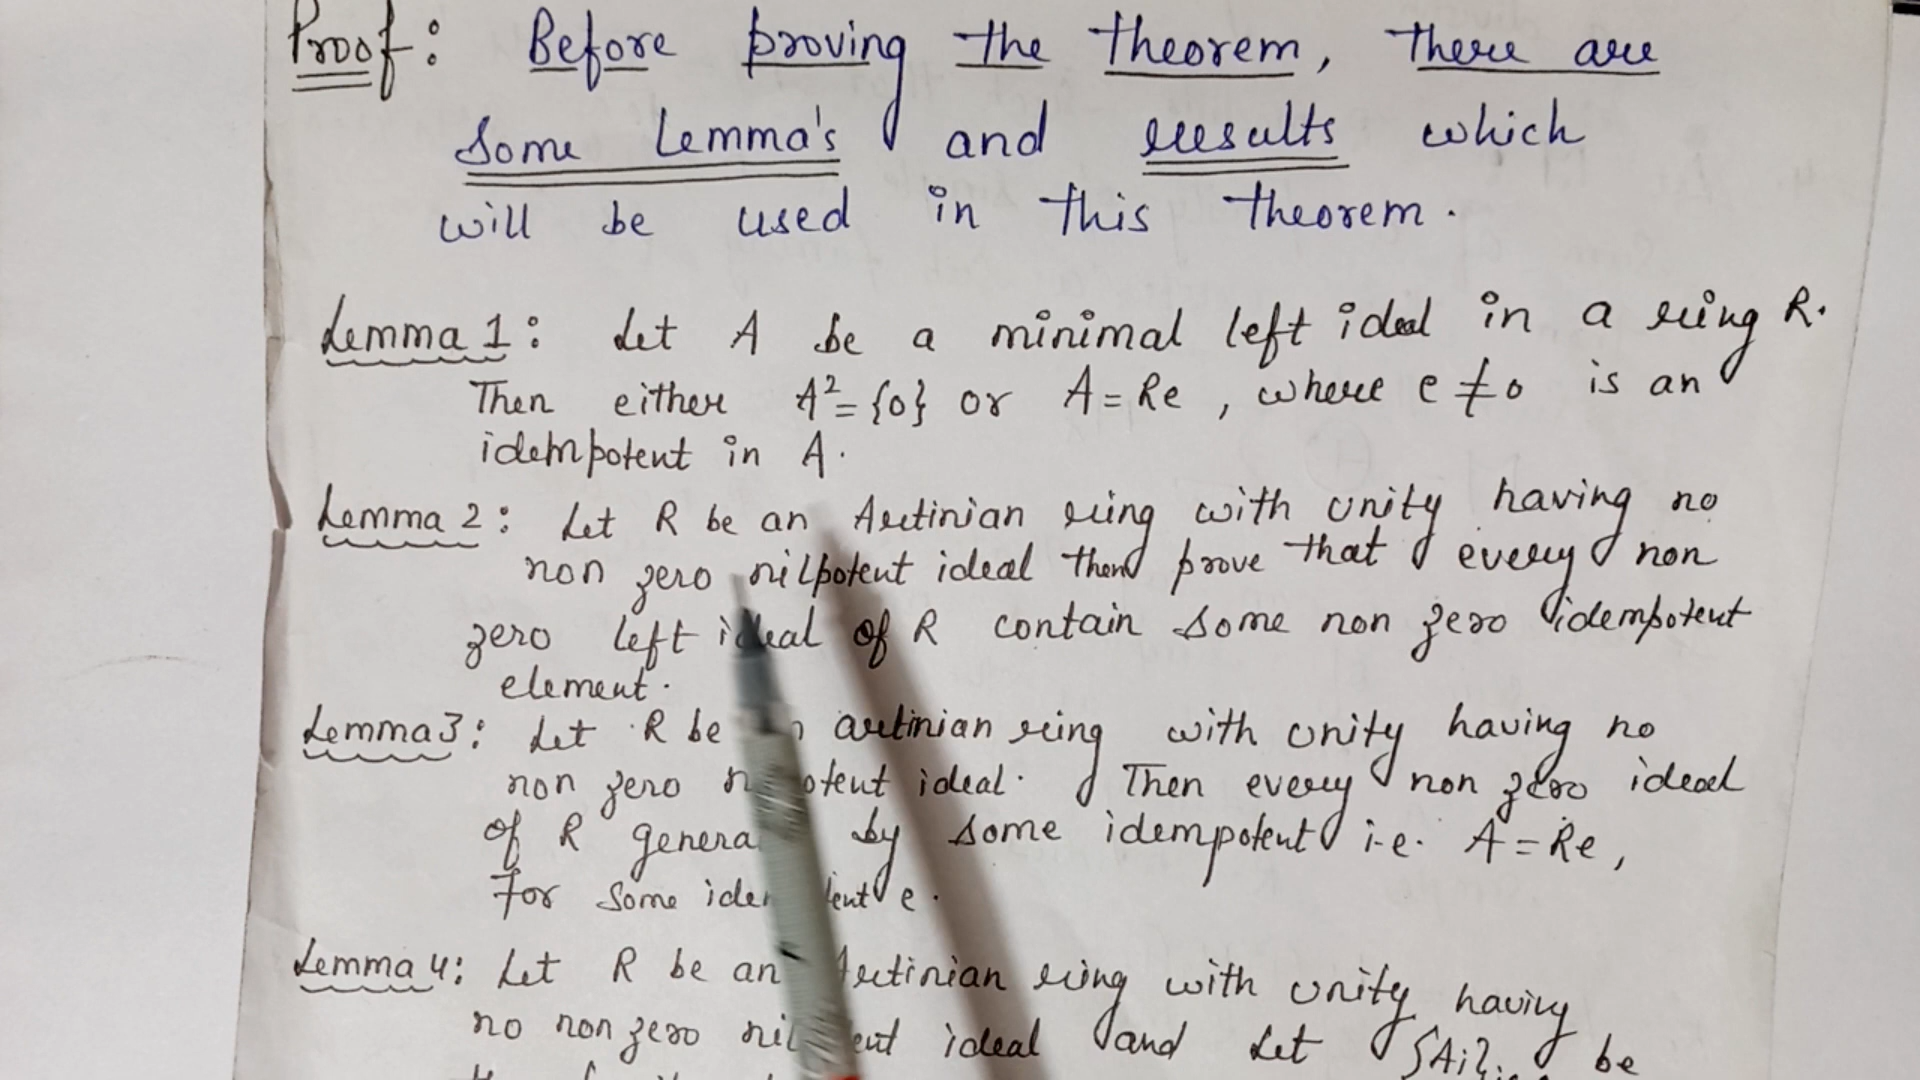 Proof: Before proving the theorem, there are
Some Lemma's and results which
will be used in this theorem.
Lemma 1: Let A be a minimal left ideal in a ring R.
Then either A² = {0} or A = Re, where e ≠ 0 is an
idempotent in A.
Lemma 2: Let R be an Artinian ring with unity having no
non zero nilpotent ideal then prove that every non
zero left ideal of R contain some non zero idempotent
element.
Lemma 3: Let R be artinian ring with unity having no
non zero ideal. Then every non zero ideal
of R by some idempotent i.e. A = Re,
For some e.
Lemma 4: Let R be an Artinian ring with unity having
no non zero ideal and Let be